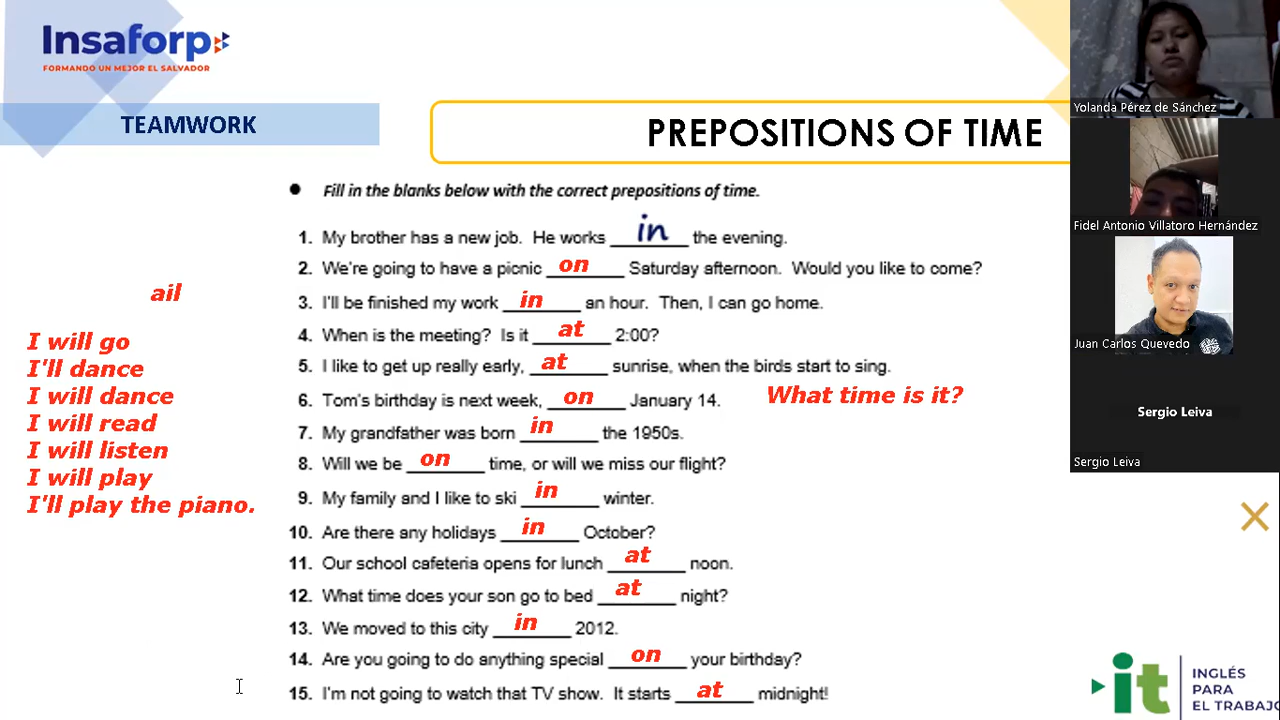 Insaforp
FORMANDO UN MEJOR EL SALVADOR
TEAMWORK
PREPOSITIONS OF TIME
Fill in the blanks below with the correct prepositions of time.
1. My brother has a new job. He works in the evening.
2. We're going to have a picnic on Saturday afternoon. Would you like to come?
3. I'll be finished my work in an hour. Then, I can go home.
4. When is the meeting? Is it at 2:00?
5. I like to get up really early, at sunrise, when the birds start to sing.
6. Tom's birthday is next week, on January 14.
7. My grandfather was born in the 1950s.
8. Will we be on time, or will we miss our flight?
9. My family and I like to ski in winter.
10. Are there any holidays in October?
11. Our school cafeteria opens for lunch at noon.
12. What time does your son go to bed at night?
13. We moved to this city in 2012.
14. Are you going to do anything special on your birthday?
15. I'm not going to watch that TV show. It starts at midnight!
ail
I will go
I'll dance
I will dance
I will read
I will listen
I will play
I'll play the piano.
What time is it?
Yolanda Pérez de Sánchez
Fidel Antonio Villatoro Hernández
Juan Carlos Quevedo
Sergio Leiva
Sergio Leiva
it
INGLÉS
PARA
EL TRABAJO